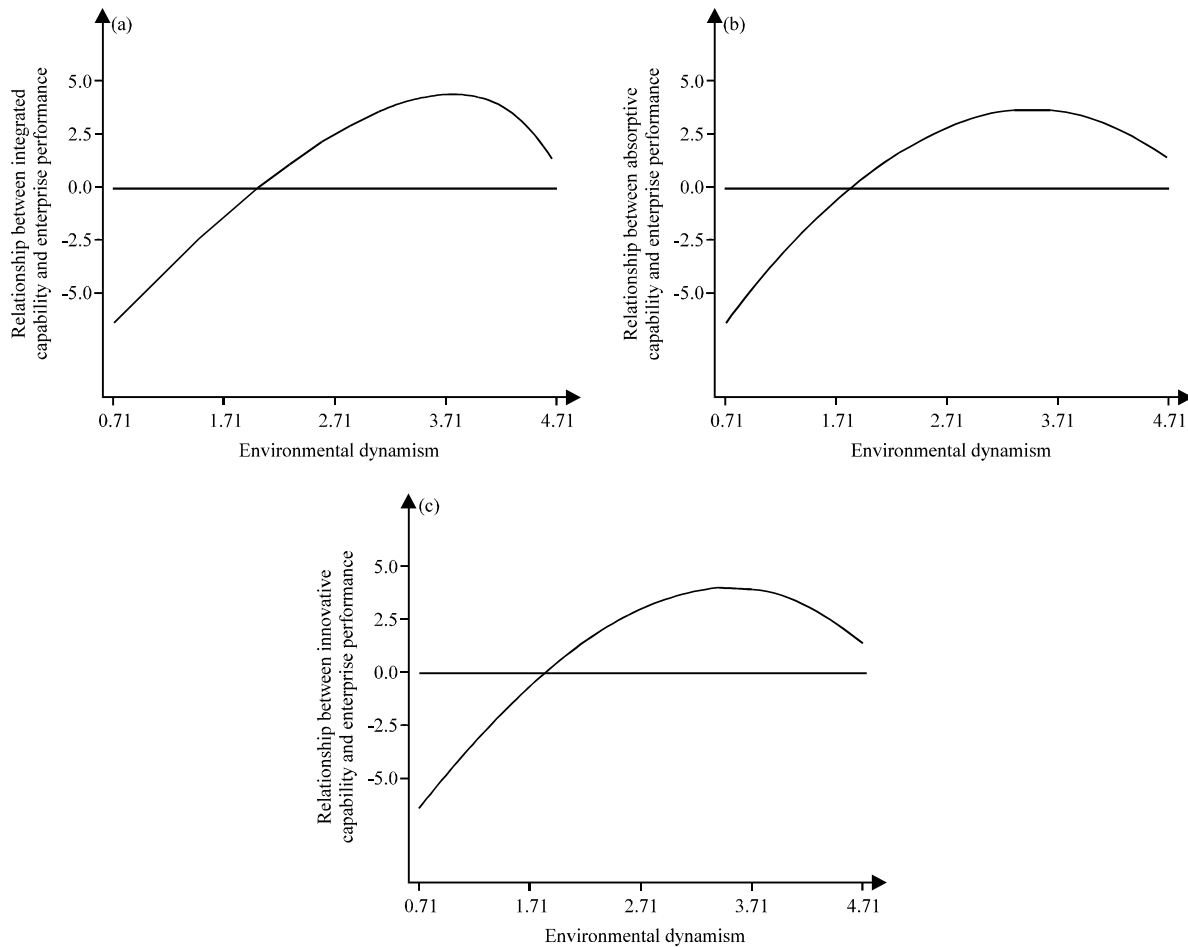 (a)
Relationship between integrated
capability and enterprise performance
5.0
2.5
0.0
-2.5
-5.0
0.71
1.71
2.71
3.71
4.71
Environmental dynamism
(b)
Relationship between absorptive
capability and enterprise performance
5.0
2.5
0.0
-2.5
-5.0
0.71
1.71
2.71
3.71
4.71
Environmental dynamism
(c)
Relationship between innovative
capability and enterprise performance
5.0
2.5
0.0
-2.5
-5.0
0.71
1.71
2.71
3.71
4.71
Environmental dynamism